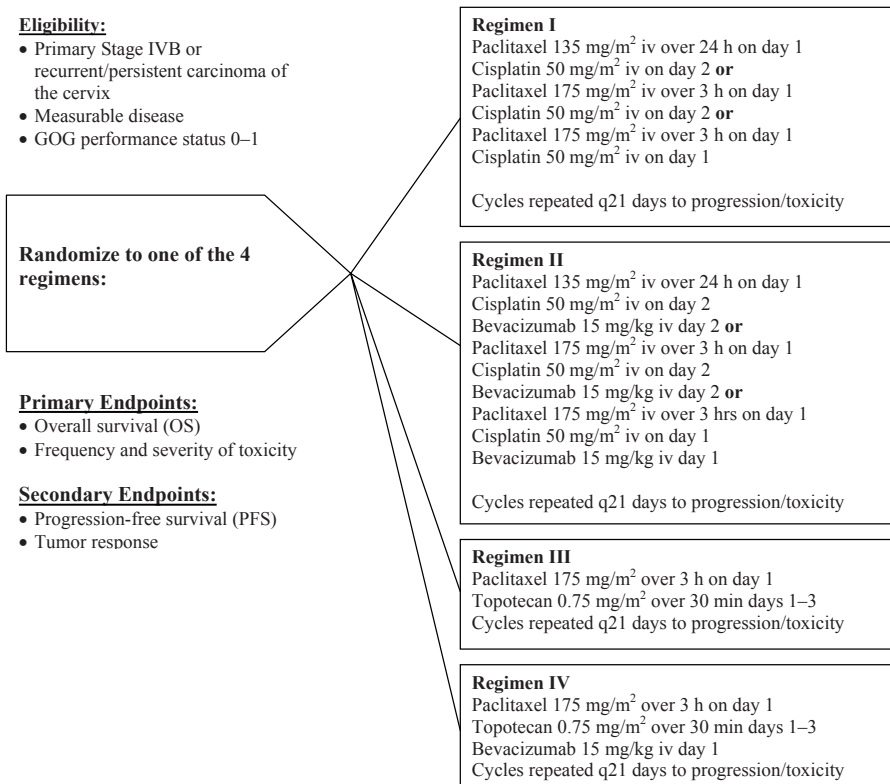 Eligibility:
• Primary Stage IVB or
recurrent/persistent carcinoma of
the cervix
• Measurable disease
• GOG performance status 0–1
Randomize to one of the 4
regimens:
Primary Endpoints:
• Overall survival (OS)
• Frequency and severity of toxicity
Secondary Endpoints:
• Progression-free survival (PFS)
• Tumor response
Regimen I
Paclitaxel 135 mg/m² iv over 24 h on day 1
Cisplatin 50 mg/m² iv on day 2 or
Paclitaxel 175 mg/m² iv over 3 h on day 1
Cisplatin 50 mg/m² iv on day 2 or
Paclitaxel 175 mg/m² iv over 3 h on day 1
Cisplatin 50 mg/m² iv on day 1
Cycles repeated q21 days to progression/toxicity
Regimen II
Paclitaxel 135 mg/m² iv over 24 h on day 1
Cisplatin 50 mg/m² iv on day 2
Bevacizumab 15 mg/kg iv day 2 or
Paclitaxel 175 mg/m² iv over 3 h on day 1
Cisplatin 50 mg/m² iv on day 2
Bevacizumab 15 mg/kg iv day 2 or
Paclitaxel 175 mg/m² iv over 3 hrs on day 1
Cisplatin 50 mg/m² iv on day 1
Bevacizumab 15 mg/kg iv day 1
Cycles repeated q21 days to progression/toxicity
Regimen III
Paclitaxel 175 mg/m² over 3 h on day 1
Topotecan 0.75 mg/m² over 30 min days 1–3
Cycles repeated q21 days to progression/toxicity
Regimen IV
Paclitaxel 175 mg/m² over 3 h on day 1
Topotecan 0.75 mg/m² over 30 min days 1–3
Bevacizumab 15 mg/kg iv day 1
Cycles repeated q21 days to progression/toxicity